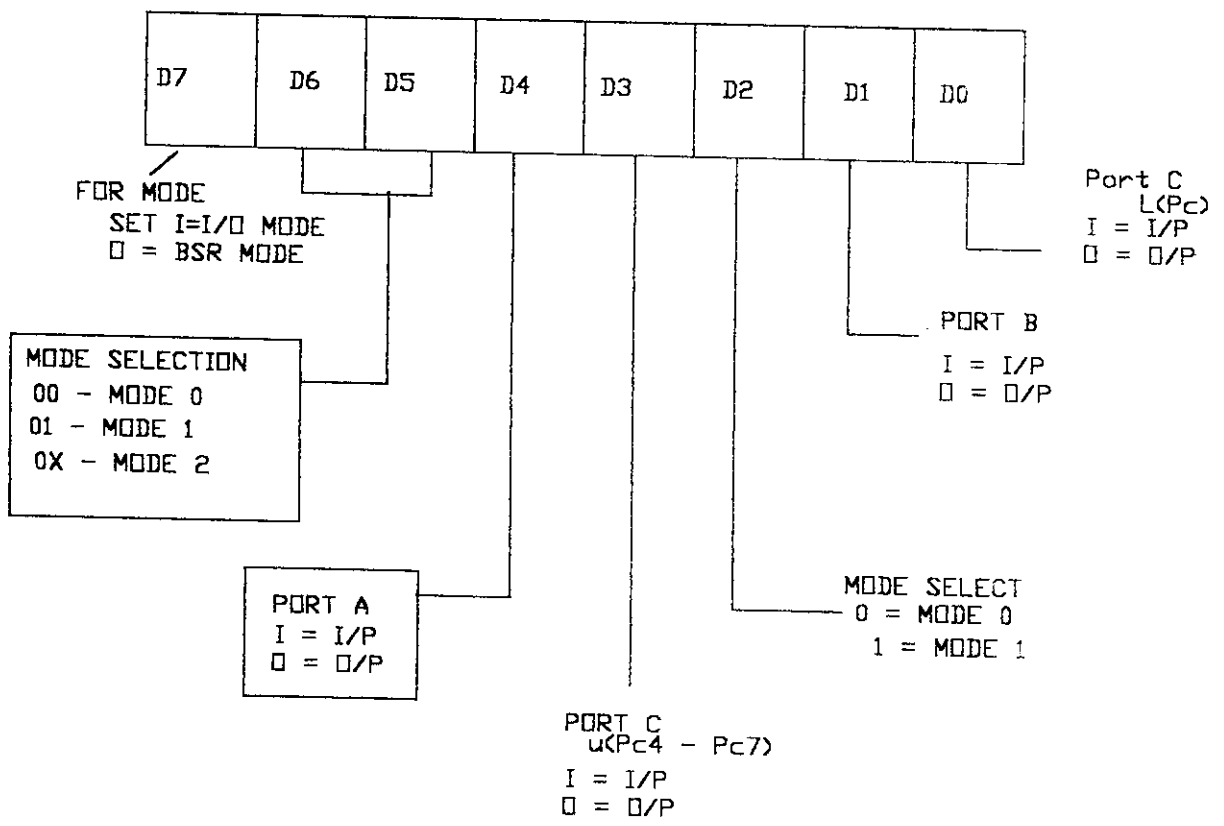 D7 D6 D5 D4 D3 D2 D1 D0
FOR MODE
SET I=I/O MODE
O = BSR MODE
Port C
L(Pc)
I = I/P
O = O/P
PORT B
I = I/P
O = O/P
MODE SELECTION
00 - MODE 0
01 - MODE 1
0X - MODE 2
PORT A
I = I/P
O = O/P
MODE SELECT
0 = MODE 0
1 = MODE 1
PORT C
u(Pc4 - Pc7)
I = I/P
O = O/P